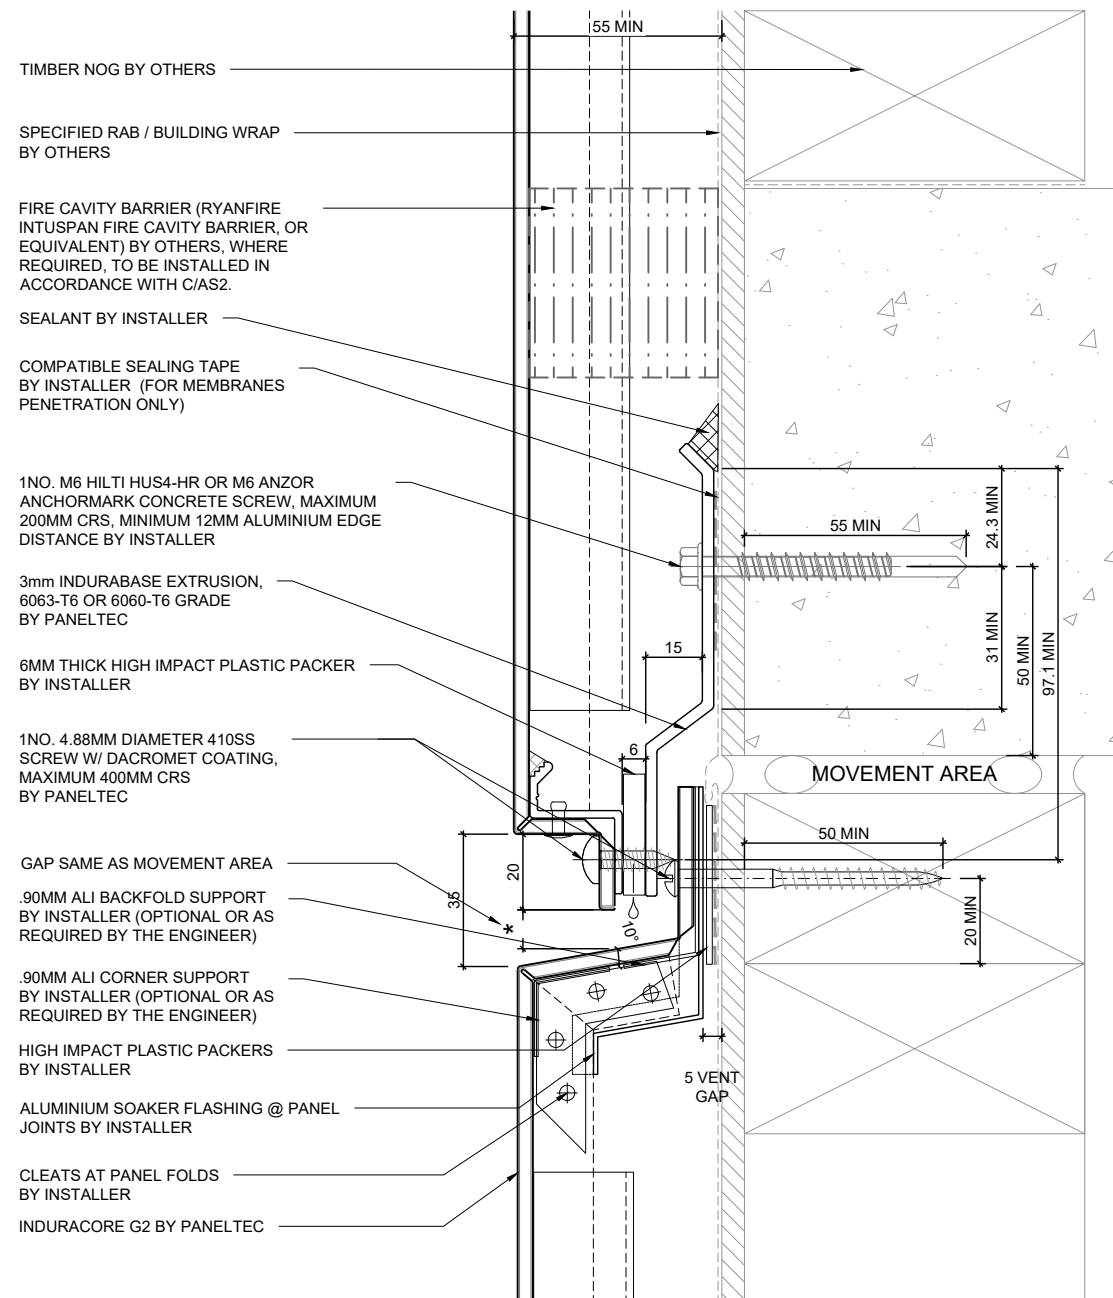 55 MIN
TIMBER NOG BY OTHERS
SPECIFIED RAB / BUILDING WRAP
BY OTHERS
FIRE CAVITY BARRIER (RYANFIRE
INTUSPAN FIRE CAVITY BARRIER, OR
EQUIVALENT) BY OTHERS, WHERE
REQUIRED, TO BE INSTALLED IN
ACCORDANCE WITH C/AS2.
SEALANT BY INSTALLER
COMPATIBLE SEALING TAPE
BY INSTALLER (FOR MEMBRANES
PENETRATION ONLY)
1NO. M6 HILTI HUS4-HR OR M6 ANZOR
ANCHORMARK CONCRETE SCREW, MAXIMUM
200MM CRS, MINIMUM 12MM ALUMINIUM EDGE
DISTANCE BY INSTALLER
3mm INDURABASE EXTRUSION,
6063-T6 OR 6060-T6 GRADE
BY PANELTEC
6MM THICK HIGH IMPACT PLASTIC PACKER
BY INSTALLER
1NO. 4.88MM DIAMETER 410SS
SCREW W/ DACROMET COATING,
MAXIMUM 400MM CRS
BY PANELTEC
GAP SAME AS MOVEMENT AREA
.90MM ALI BACKFOLD SUPPORT
BY INSTALLER (OPTIONAL OR AS
REQUIRED BY THE ENGINEER)
.90MM ALI CORNER SUPPORT
BY INSTALLER (OPTIONAL OR AS
REQUIRED BY THE ENGINEER)
HIGH IMPACT PLASTIC PACKERS
BY INSTALLER
ALUMINIUM SOAKER FLASHING @ PANEL
JOINTS BY INSTALLER
CLEATS AT PANEL FOLDS
BY INSTALLER
INDURACORE G2 BY PANELTEC
55 MIN
24.3 MIN
31 MIN
50 MIN
97.1 MIN
15
6
MOVEMENT AREA
50 MIN
20 MIN
20
35
*
10°
5 VENT
GAP